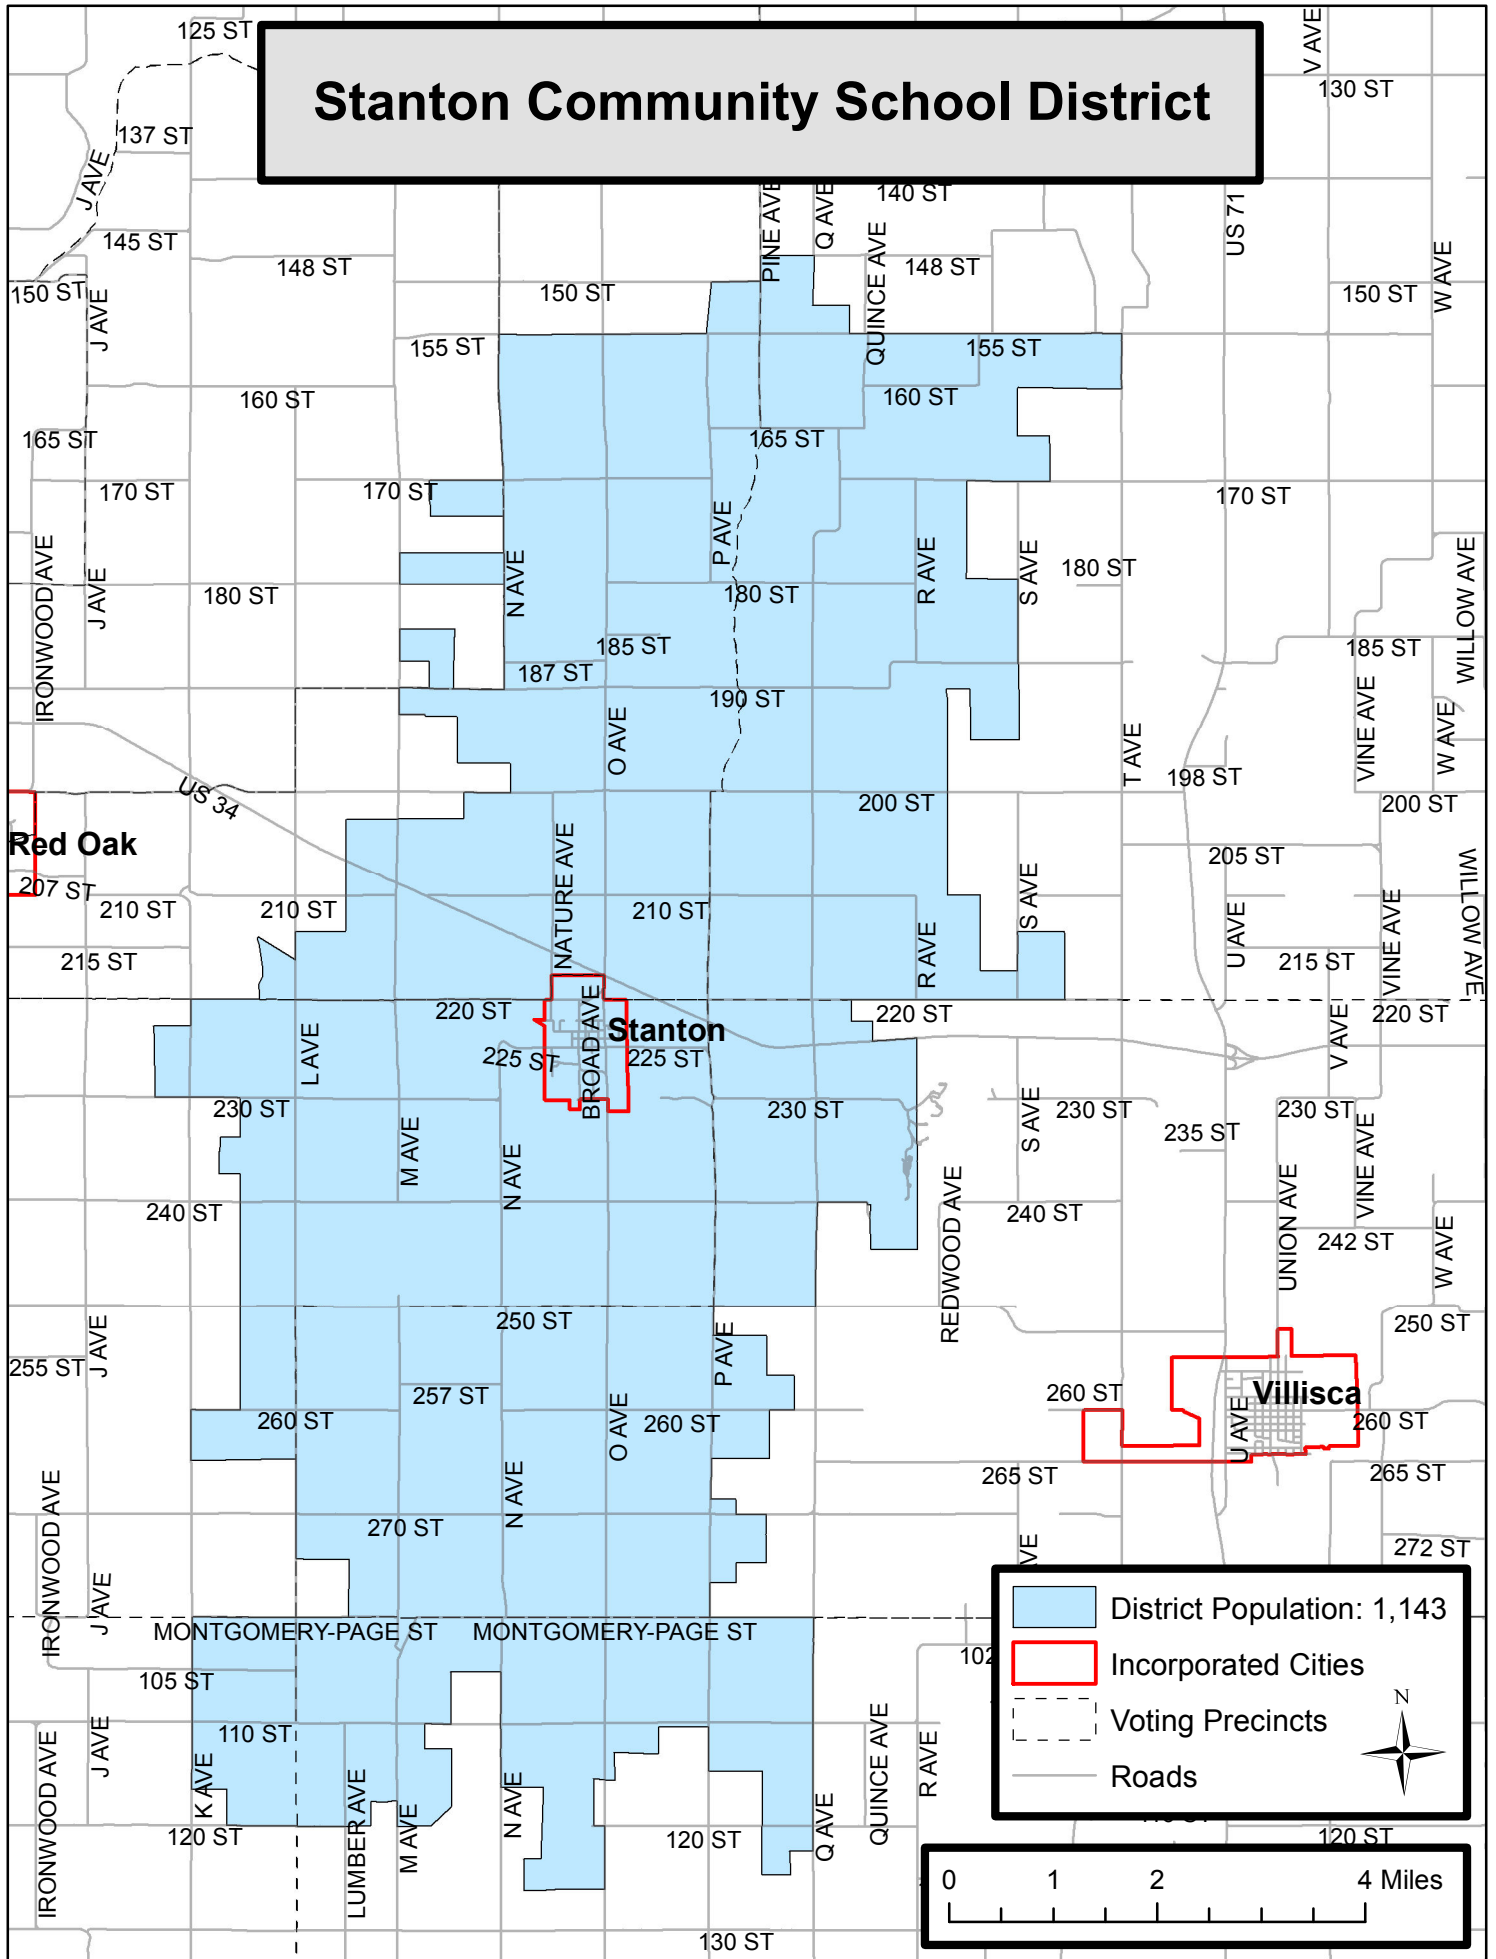 Stanton Community School District
125 ST
V AVE
130 ST
137 ST
J AVE
PINE AVE
Q AVE
140 ST
US 71
145 ST
148 ST
QUINCE AVE
148 ST
W AVE
150 ST
J AVE
150 ST
150 ST
155 ST
155 ST
160 ST
160 ST
165 ST
165 ST
170 ST
170 ST
170 ST
IRONWOOD AVE
J AVE
N AVE
P AVE
R AVE
S AVE
180 ST
WILLOW AVE
180 ST
180 ST
185 ST
185 ST
187 ST
190 ST
O AVE
T AVE
VINE AVE
W AVE
US 34
198 ST
200 ST
200 ST
Red Oak
NATURE AVE
205 ST
WILLOW AVE
207 ST
210 ST
210 ST
210 ST
S AVE
R AVE
U AVE
VINE AVE
215 ST
215 ST
220 ST
BROAD AVE
Stanton
220 ST
220 ST
L AVE
225 ST
225 ST
V AVE
230 ST
230 ST
230 ST
230 ST
M AVE
N AVE
S AVE
235 ST
VINE AVE
240 ST
REDWOOD AVE
240 ST
UNION AVE
242 ST
W AVE
250 ST
250 ST
J AVE
P AVE
255 ST
257 ST
260 ST
Villisca
260 ST
260 ST
O AVE
U AVE
260 ST
265 ST
265 ST
IRONWOOD AVE
N AVE
270 ST
272 ST
J AVE
VE
District Population: 1,143
MONTGOMERY-PAGE ST
MONTGOMERY-PAGE ST
102
Incorporated Cities
105 ST
N
Voting Precincts
110 ST
J AVE
IRONWOOD AVE
K AVE
LUMBER AVE
M AVE
N AVE
Q AVE
QUINCE AVE
R AVE
Roads
120 ST
120 ST
120 ST
0 1 2 4 Miles
130 ST